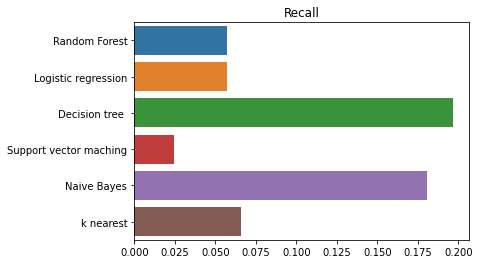 Recall
Random Forest
Logistic regression
Decision tree
Support vector maching
Naive Bayes
k nearest
0.000 0.025 0.050 0.075 0.100 0.125 0.150 0.175 0.200